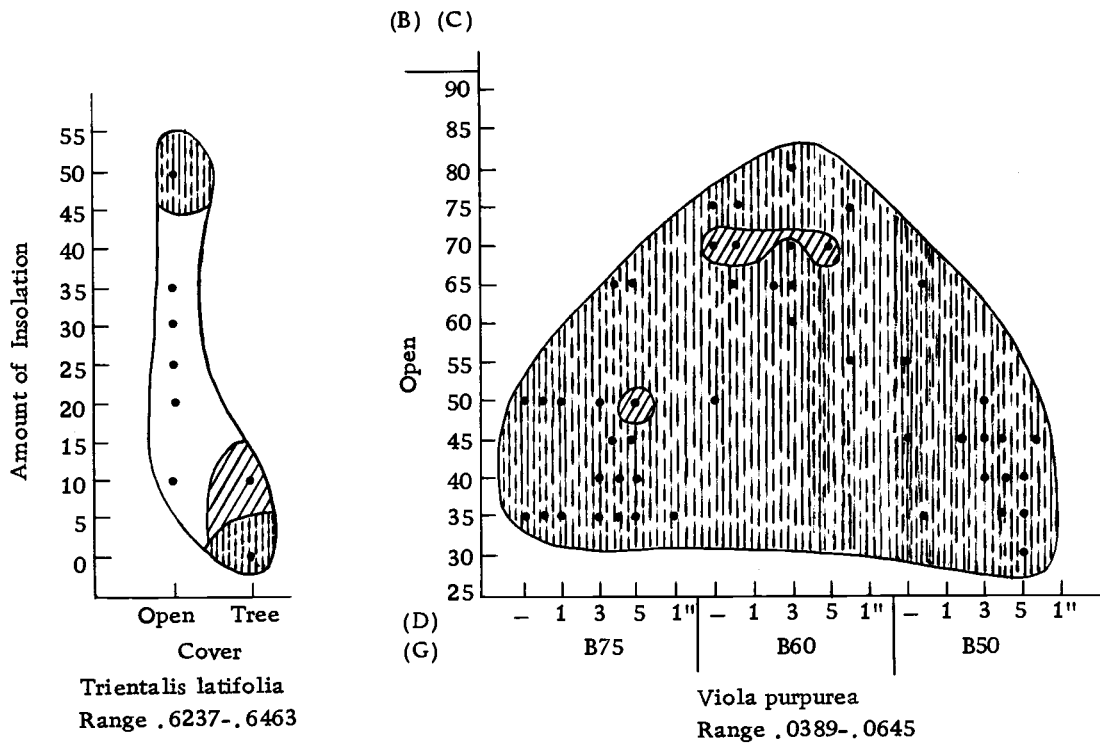 (B) (C)
Amount of Insolation
55
50
45
40
35
30
25
20
15
10
5
0
Open Tree
Cover
Trientalis latifolia
Range .6237-.6463
Open
90
85
80
75
70
65
60
55
50
45
40
35
30
25
(D) – 1 3 5 1" – 1 3 5 1" – 1 3 5 1"
(G) B75 B60 B50
Viola purpurea
Range .0389-.0645